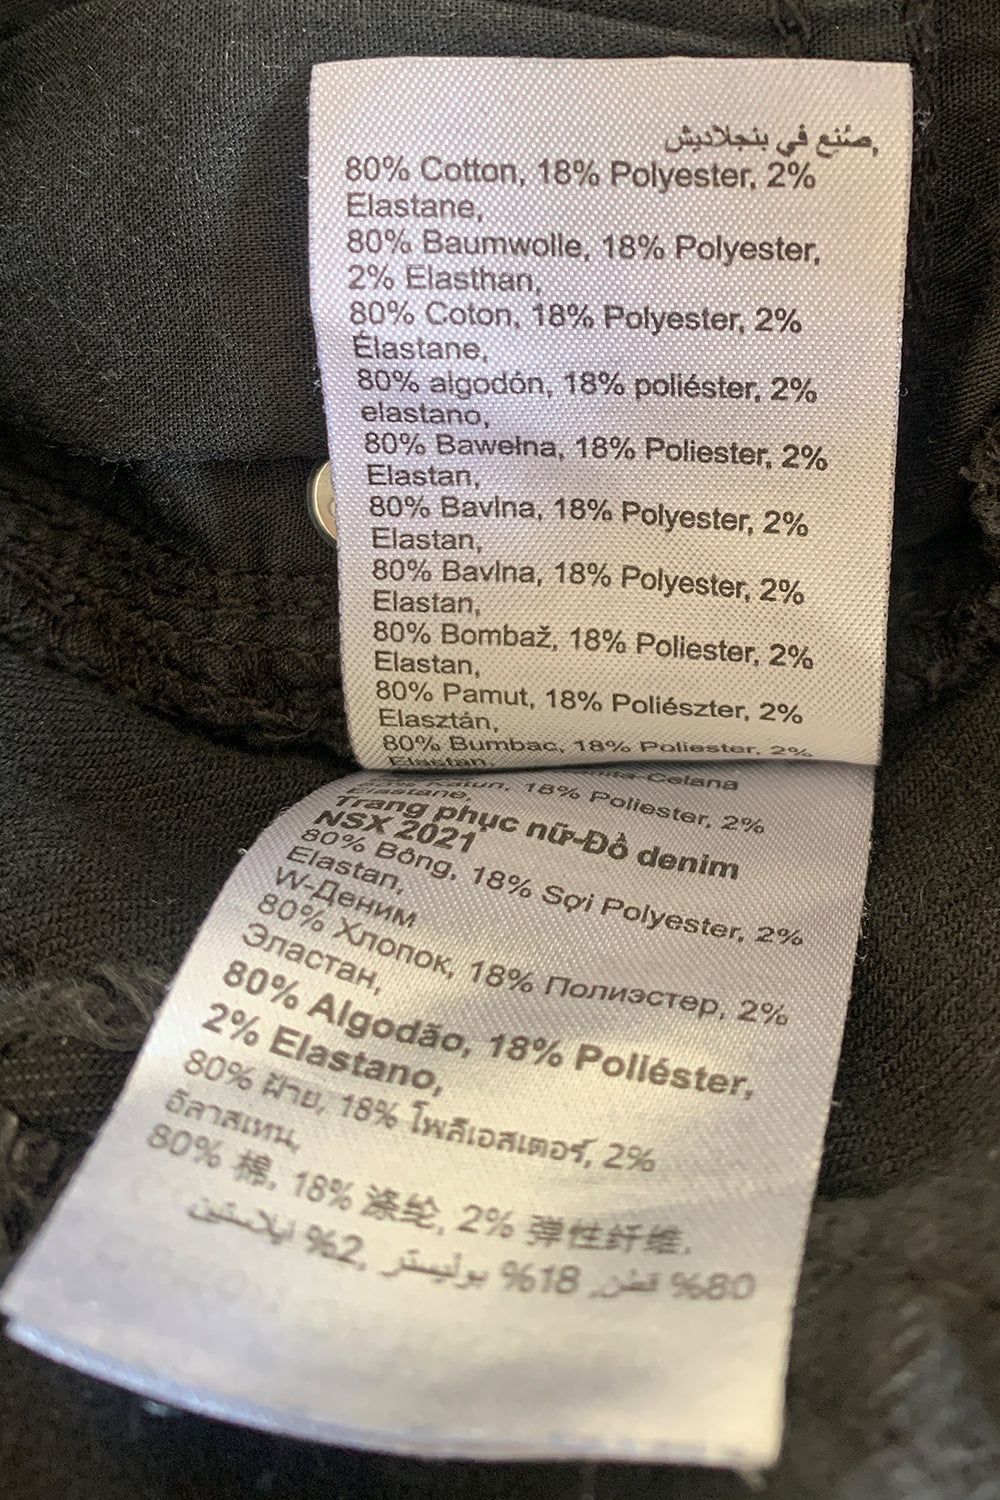 صُنع في بنجلاديش,
80% Cotton, 18% Polyester, 2%
Elastane,
80% Baumwolle, 18% Polyester,
2% Elasthan,
80% Coton, 18% Polyester, 2%
Élastane,
80% algodón, 18% poliéster, 2%
elastano,
80% Bawełna, 18% Poliester, 2%
Elastan,
80% Bavlna, 18% Polyester, 2%
Elastan,
80% Bavlna, 18% Polyester, 2%
Elastan,
80% Bombaž, 18% Poliester, 2%
Elastan,
80% Pamut, 18% Poliészter, 2%
Elasztán,
80% Bumbac, 18% Poliester, 2%
Elastan,
Celana
18% Poliester, 2%
Elastane,
Trang phục nữ-Đồ denim
NSX 2021
80% Bông, 18% Sợi Polyester, 2%
Elastan,
W-Деним
80% Хлопок, 18% Полиэстер, 2%
Эластан,
80% Algodão, 18% Poliéster,
2% Elastano,
80% ฝ้าย, 18% โพลีเอสเตอร์, 2%
อีลาสเทน,
80% 棉, 18% 涤纶, 2% 弹性纤维,
80% قطن, 18% بوليستر, 2%
ايلاستين